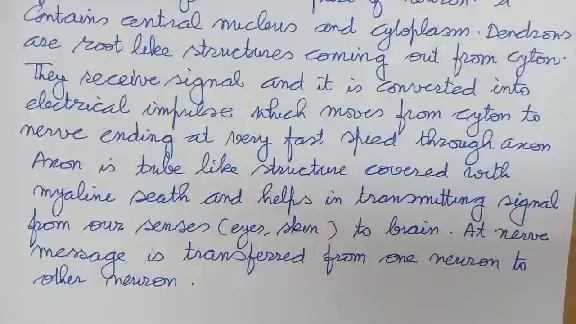 of neuron. a
Contains central nucleus and cytoplasm. Dendrons
are root like structures coming out from cyton.
They receive signal and it is converted into
electrical impulse which moves from cyton to
nerve ending at very fast speed through axon
Axon is tube like structure covered with
myaline seath and helps in transmitting signal
from our senses (eyes, skin) to brain. At nerve
message is transferred from one neuron to
other neuron.